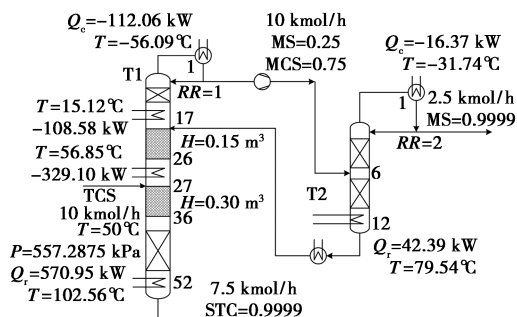 Qc=-112.06 kW
T=-56.09℃
T1
1
RR=1
10 kmol/h
MS=0.25
MCS=0.75
Qc=-16.37 kW
T=-31.74℃
1
2.5 kmol/h
MS=0.9999
RR=2
T=15.12℃
17
-108.58 kW
H=0.15 m³
T=56.85℃
26
-329.10 kW
T2
6
TCS
27
H=0.30 m³
10 kmol/h
36
T=50℃
12
P=557.2875 kPa
Qr=570.95 kW
T=102.56℃
52
Qr=42.39 kW
T=79.54℃
7.5 kmol/h
STC=0.9999